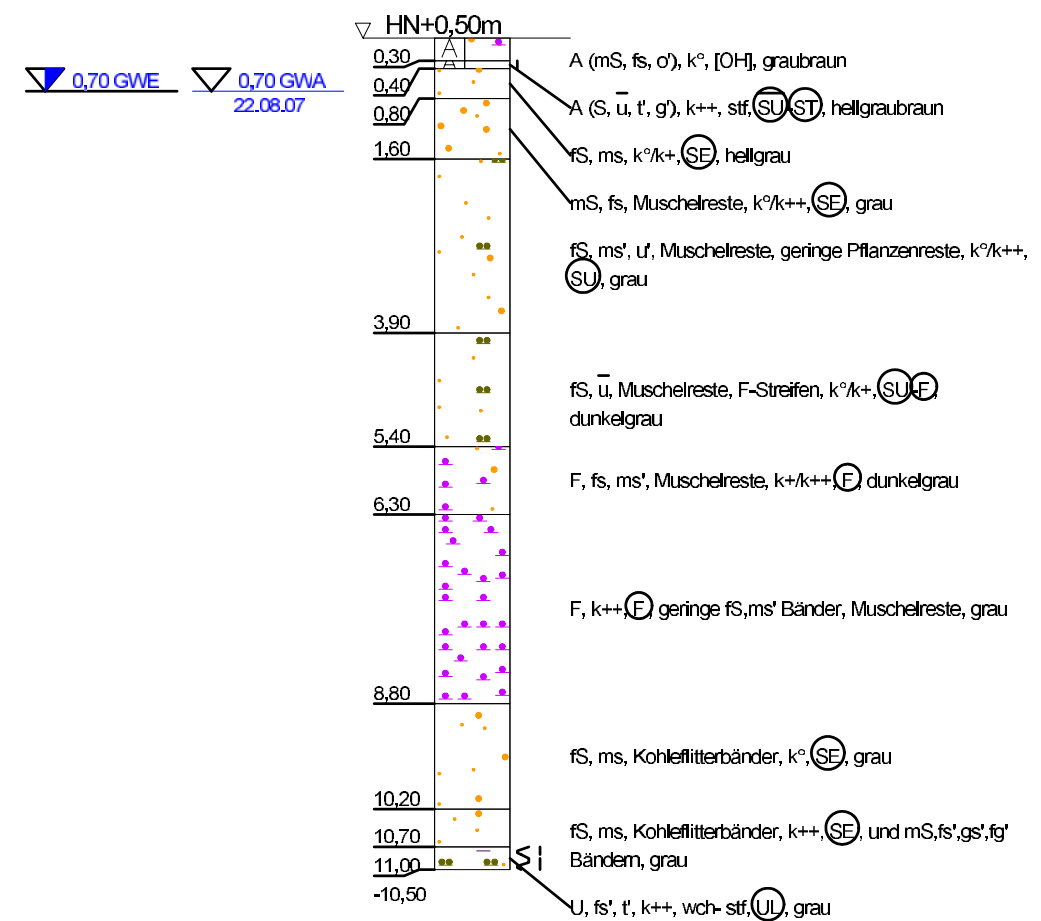 HN+0,50m
A
0,30
A
A (mS, fs, o'), k°, [OH], graubraun
0,70 GWE
0,70 GWA
22.08.07
0,40
A (S, u̅, t', g'), k++, stf, S̅U̅-ST, hellgraubraun
0,80
fS, ms, k°/k+, SE, hellgrau
1,60
mS, fs, Muschelreste, k°/k++, SE, grau
fS, ms', u', Muschelreste, geringe Pflanzenreste, k°/k++,
SU, grau
3,90
fS, u̅, Muschelreste, F-Streifen, k°/k+, S̅U̅-F,
dunkelgrau
5,40
F, fs, ms', Muschelreste, k+/k++, F, dunkelgrau
6,30
F, k++, F, geringe fS,ms' Bänder, Muschelreste, grau
8,80
fS, ms, Kohleflitterbänder, k°, SE, grau
10,20
fS, ms, Kohleflitterbänder, k++, SE, und mS,fs',gs',fg'
Bändern, grau
10,70
11,00
-10,50
U, fs', t', k++, wch- stf, UL, grau